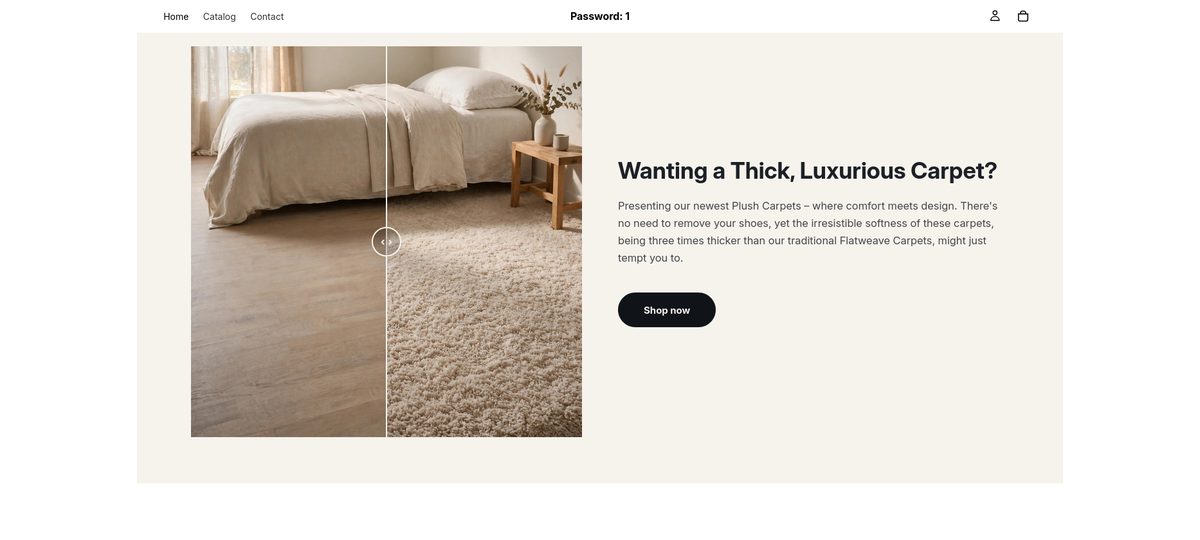 Home Catalog Contact Password: 1
Wanting a Thick, Luxurious Carpet?
Presenting our newest Plush Carpets – where comfort meets design. There's
no need to remove your shoes, yet the irresistible softness of these carpets,
being three times thicker than our traditional Flatweave Carpets, might just
tempt you to.
Shop now